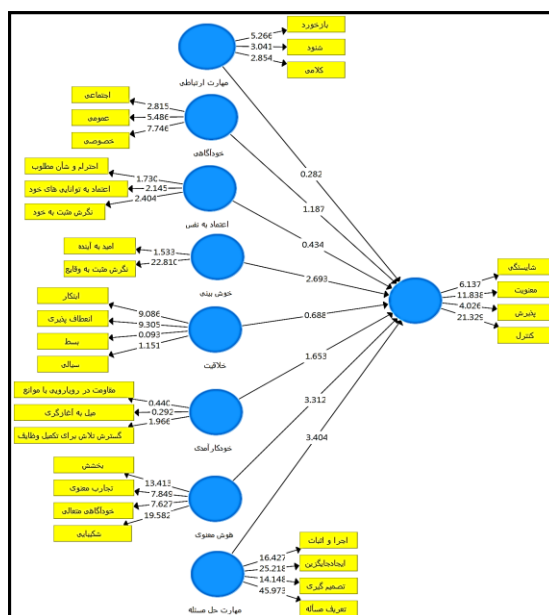 بازخورد
5.266
شنود
3.041
کلامی
2.854
مهارت ارتباطی
اجتماعی
2.815
عمومی
5.486
خصوصی
7.746
خودآگاهی
0.282
احترام و شأن مطلوب
1.730
اعتماد به توانایی های خود
2.145
نگرش مثبت به خود
2.404
اعتماد به نفس
1.187
امید به آینده
1.533
نگرش مثبت به وقایع
22.810
خوش بینی
0.434
2.693
شایستگی
6.137
معنویت
11.838
پذیرش
4.026
کنترل
21.329
ابتکار
9.086
انعطاف پذیری
9.305
بسط
0.093
سیالی
1.151
خلاقیت
0.688
مقاومت در رویارویی با موانع
0.440
میل به آغازگری
0.292
گسترش تلاش برای تکمیل وظایف
1.966
خودکارآمدی
1.653
بخشش
13.413
تجارب معنوی
7.849
خودآگاهی متعالی
7.627
شکیبایی
19.582
هوش معنوی
3.312
3.404
اجرا و اثبات
16.427
ایجادجایگزین
25.218
تصمیم گیری
14.148
تعریف مسأله
45.973
مهارت حل مسئله